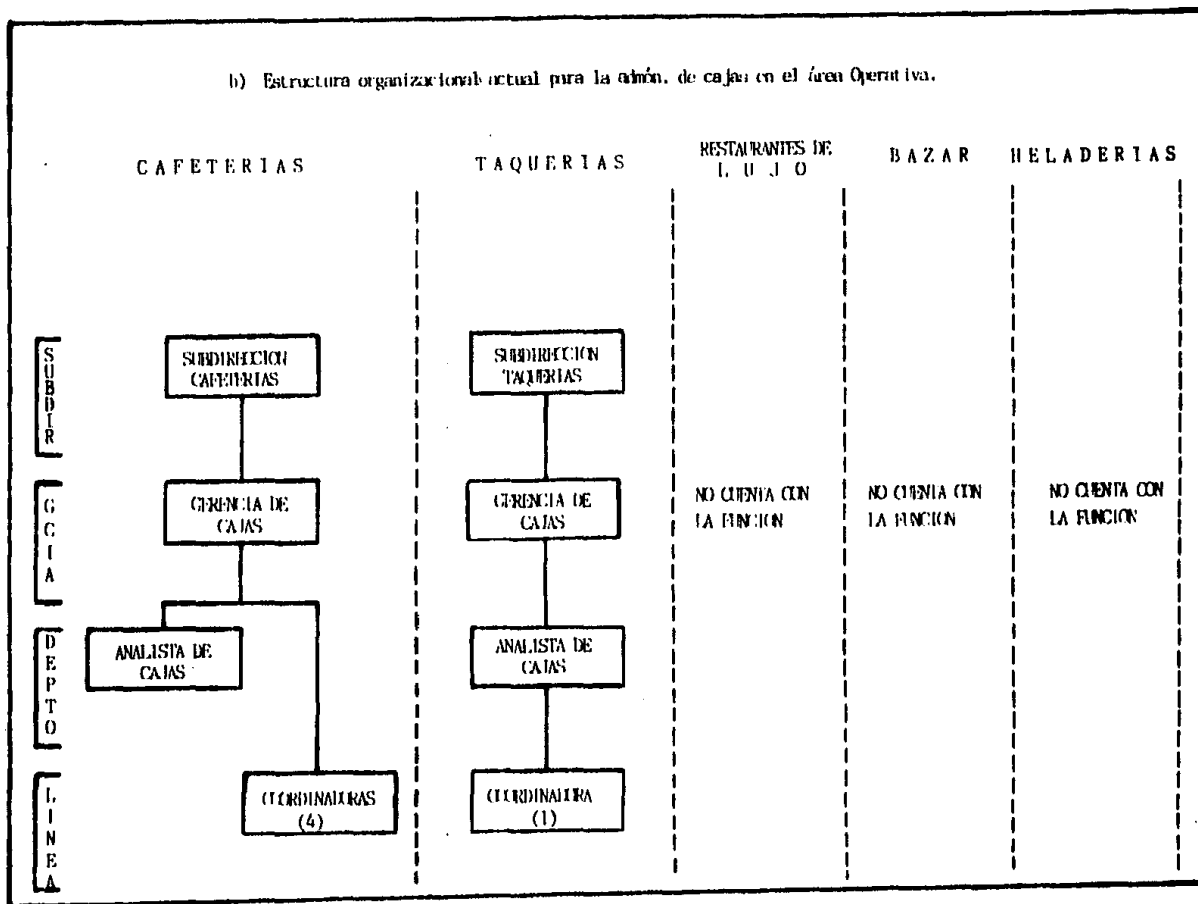 b) Estructura organizacional actual para la admón. de cajas en el área Operativa.
CAFETERIAS
TAQUERIAS
RESTAURANTES DE
LUJO
BAZAR
HELADERIAS
SUBDIR
SUBDIRECCION
CAFETERIAS
SUBDIRECCION
TAQUERIAS
GCIA
GERENCIA DE
CAJAS
GERENCIA DE
CAJAS
NO CUENTA CON
LA FUNCION
NO CUENTA CON
LA FUNCION
NO CUENTA CON
LA FUNCION
DEPTO
ANALISTA DE
CAJAS
ANALISTA DE
CAJAS
LINEA
COORDINADORAS
(4)
COORDINADORA
(1)